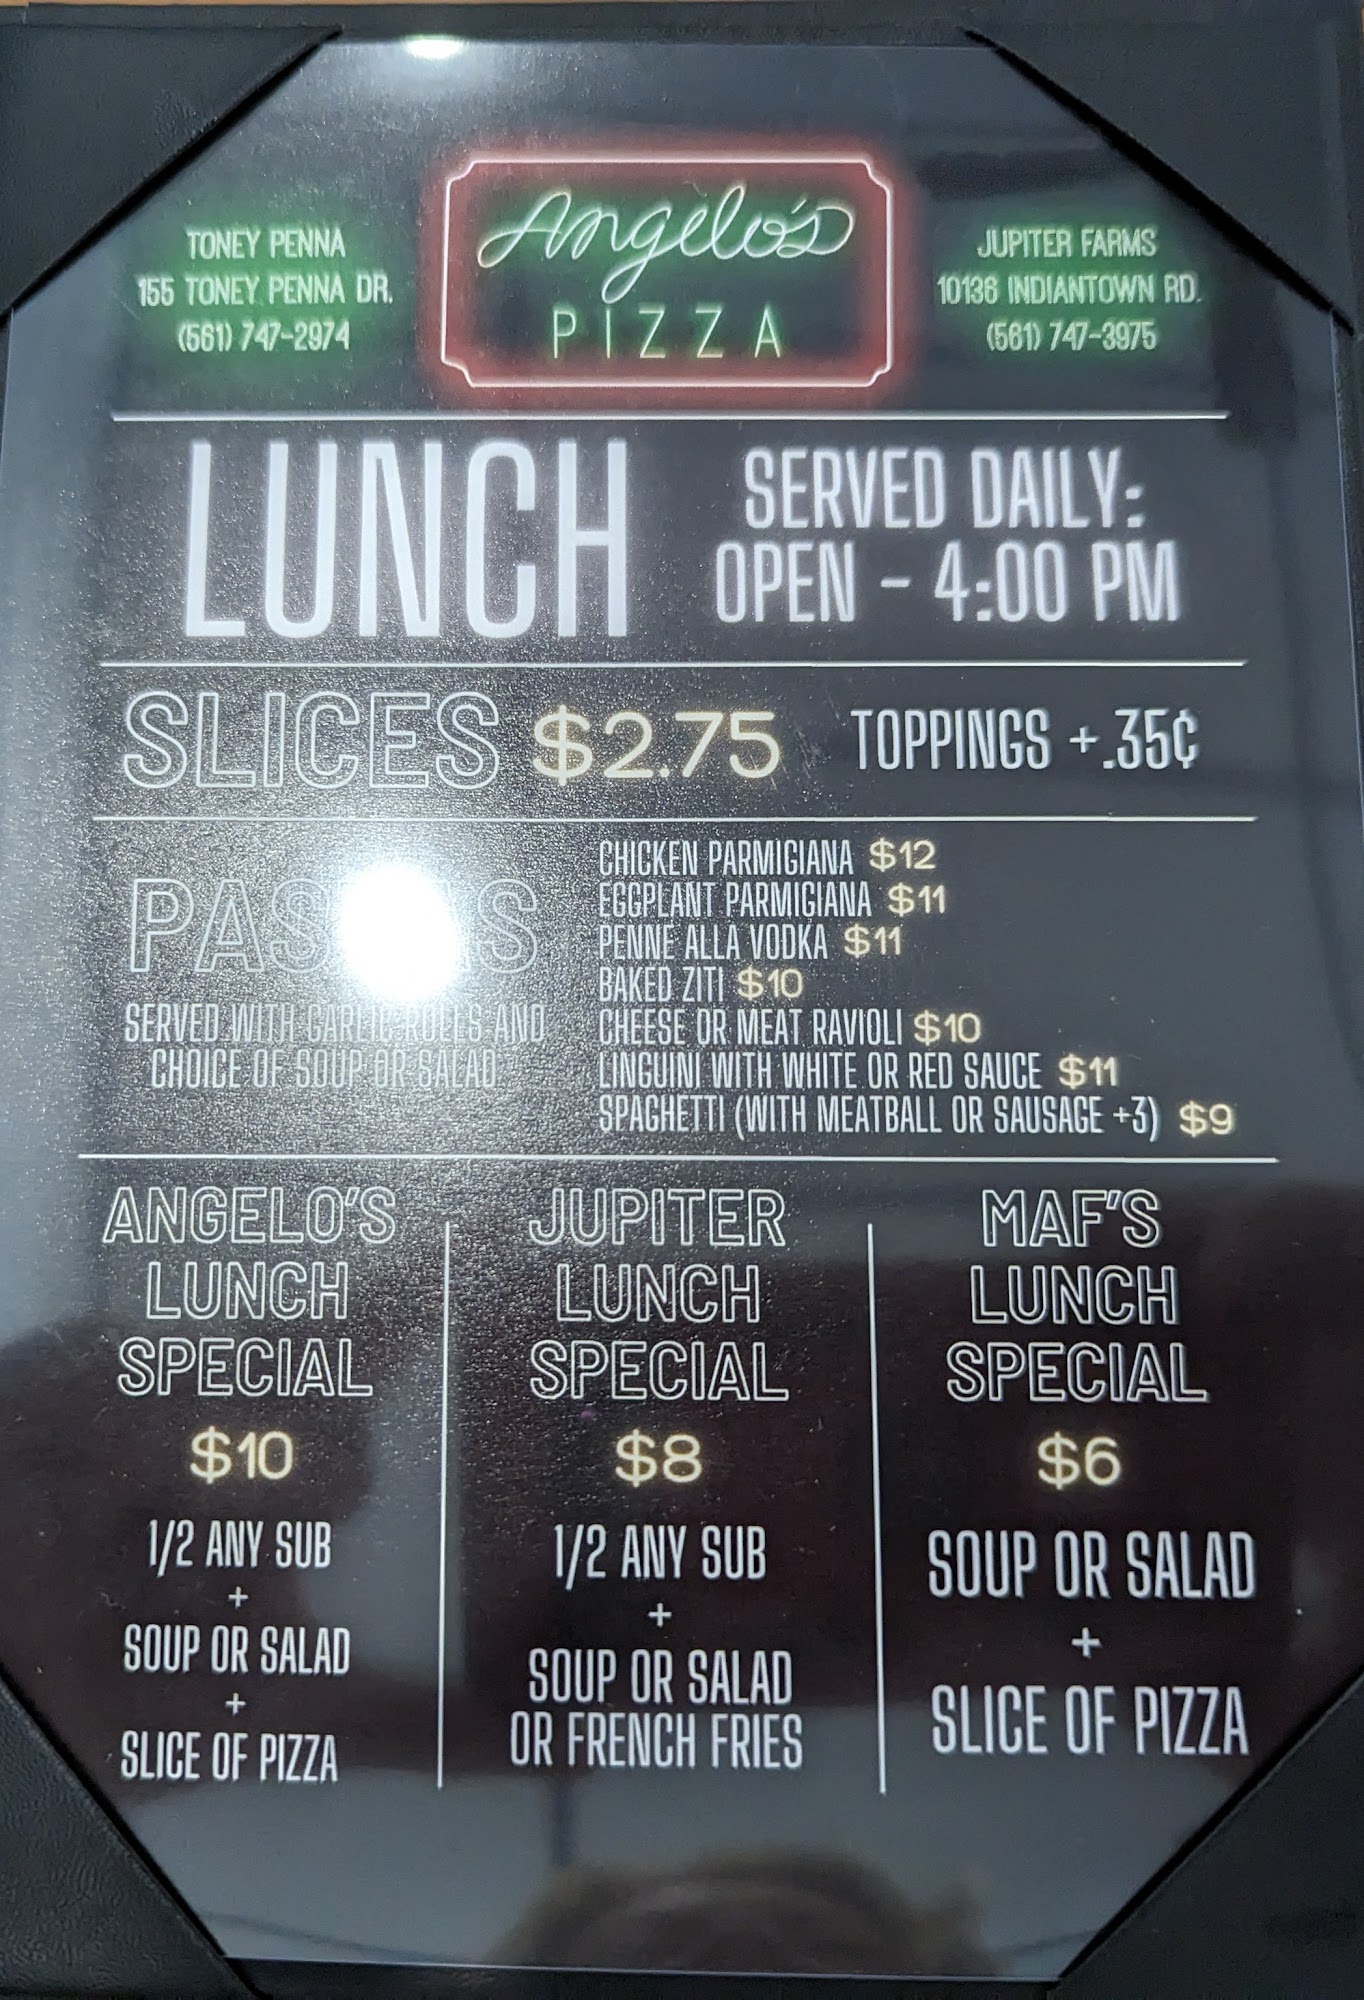 Angelo's
PIZZA
TONEY PENNA
155 TONEY PENNA DR.
(561) 747-2974
JUPITER FARMS
10136 INDIANTOWN RD.
(561) 747-3975
LUNCH
SERVED DAILY:
OPEN - 4:00 PM
SLICES $2.75 TOPPINGS +.35¢
PASTAS
SERVED WITH GARLIC ROLLS AND
CHOICE OF SOUP OR SALAD
CHICKEN PARMIGIANA $12
EGGPLANT PARMIGIANA $11
PENNE ALLA VODKA $11
BAKED ZITI $10
CHEESE OR MEAT RAVIOLI $10
LINGUINI WITH WHITE OR RED SAUCE $11
SPAGHETTI (WITH MEATBALL OR SAUSAGE +3) $9
ANGELO'S
LUNCH
SPECIAL
$10
1/2 ANY SUB
+
SOUP OR SALAD
+
SLICE OF PIZZA
JUPITER
LUNCH
SPECIAL
$8
1/2 ANY SUB
+
SOUP OR SALAD
OR FRENCH FRIES
MAF'S
LUNCH
SPECIAL
$6
SOUP OR SALAD
+
SLICE OF PIZZA